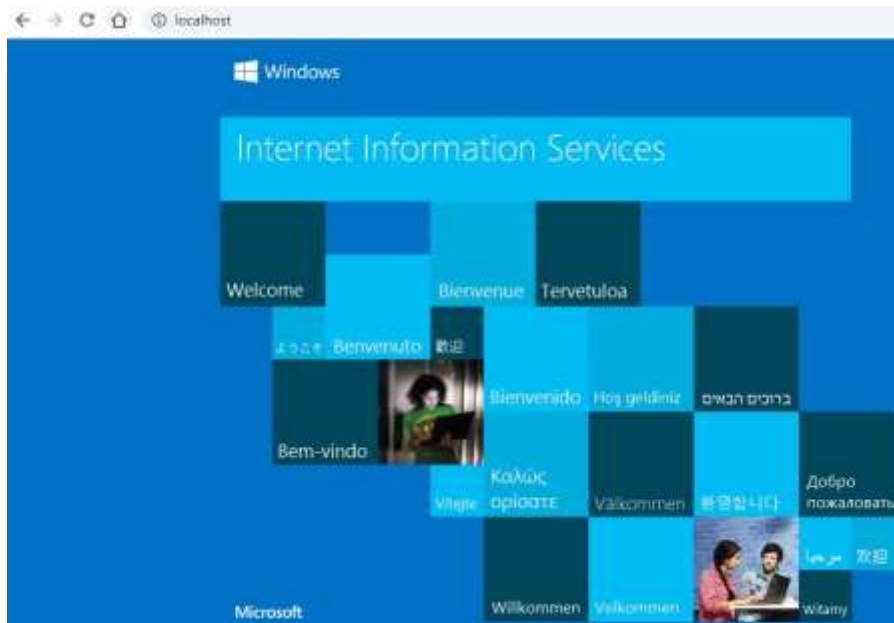 localhost
Windows
Internet Information Services
Welcome
Bienvenue
Tervetuloa
ようこそ
Benvenuto
歡迎
Bienvenido
Hoş geldiniz
ברוכים הבאים
Bem-vindo
Vítejte
Καλώς
ορίσατε
Välkommen
환영합니다
Добро
пожаловать
Willkommen
Velkommen
مرحبا
欢迎
Witamy
Microsoft